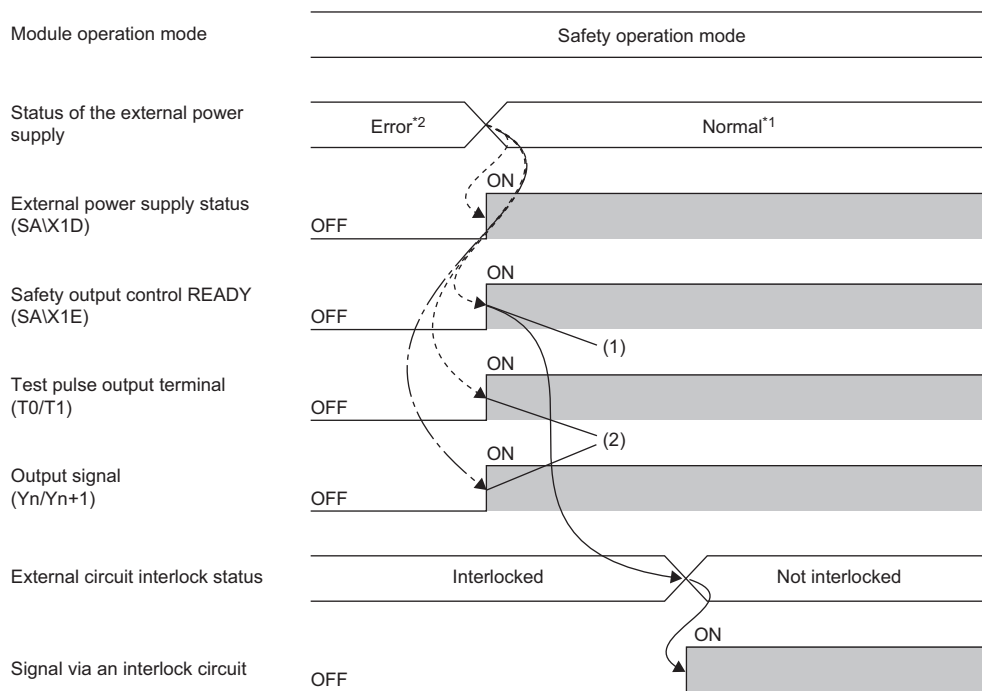 Module operation mode
Safety operation mode
Status of the external power
supply
Error*2
Normal*1
External power supply status
(SA\X1D)
OFF
ON
Safety output control READY
(SA\X1E)
OFF
ON
(1)
Test pulse output terminal
(T0/T1)
OFF
ON
(2)
Output signal
(Yn/Yn+1)
OFF
ON
External circuit interlock status
Interlocked
Not interlocked
Signal via an interlock circuit
OFF
ON